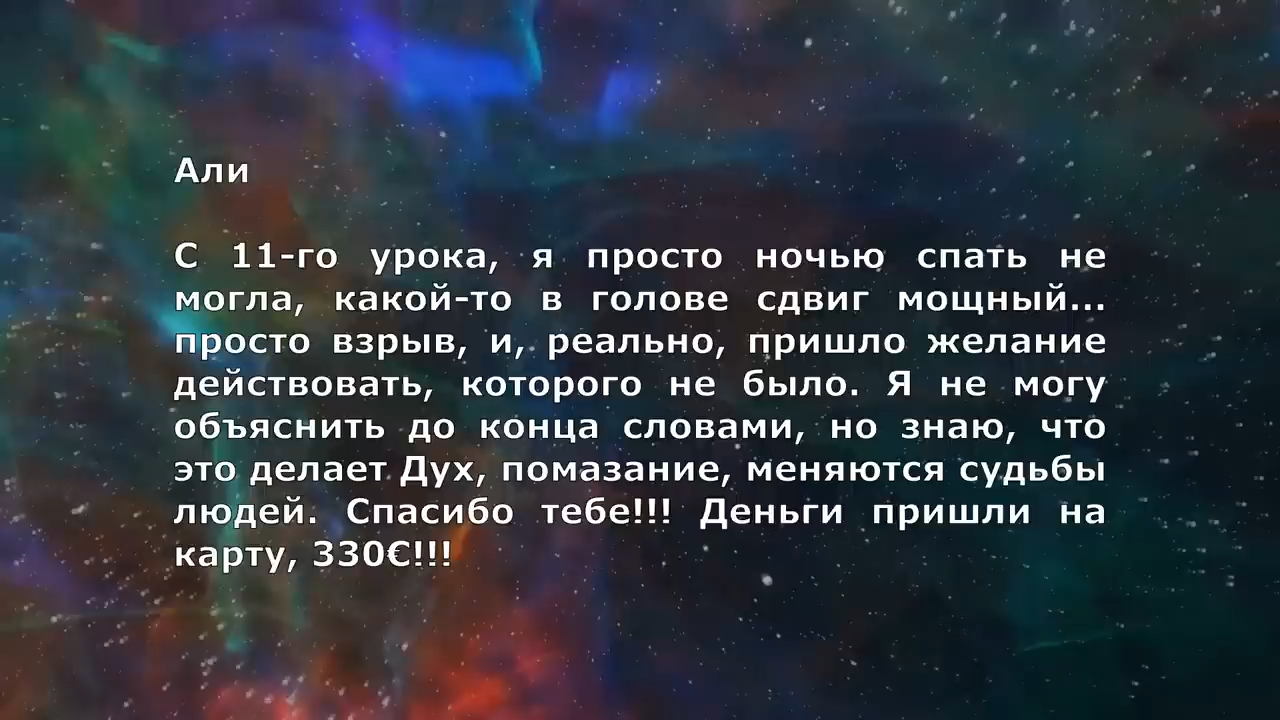 Али
С 11-го урока, я просто ночью спать не
могла, какой-то в голове сдвиг мощный...
просто взрыв, и, реально, пришло желание
действовать, которого не было. Я не могу
объяснить до конца словами, но знаю, что
это делает Дух, помазание, меняются судьбы
людей. Спасибо тебе!!! Деньги пришли на
карту, 330€!!!